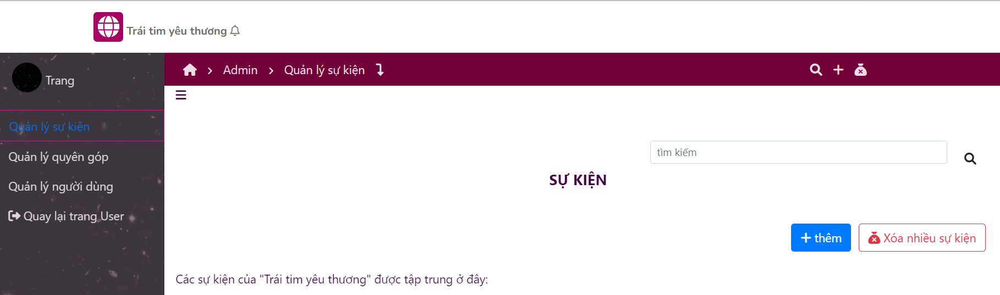 Trái tim yêu thương
Trang
Admin
Quản lý sự kiện
Quản lý sự kiện
Quản lý quyên góp
Quản lý người dùng
Quay lại trang User
tìm kiếm
SỰ KIỆN
thêm
Xóa nhiều sự kiện
Các sự kiện của "Trái tim yêu thương" được tập trung ở đây: